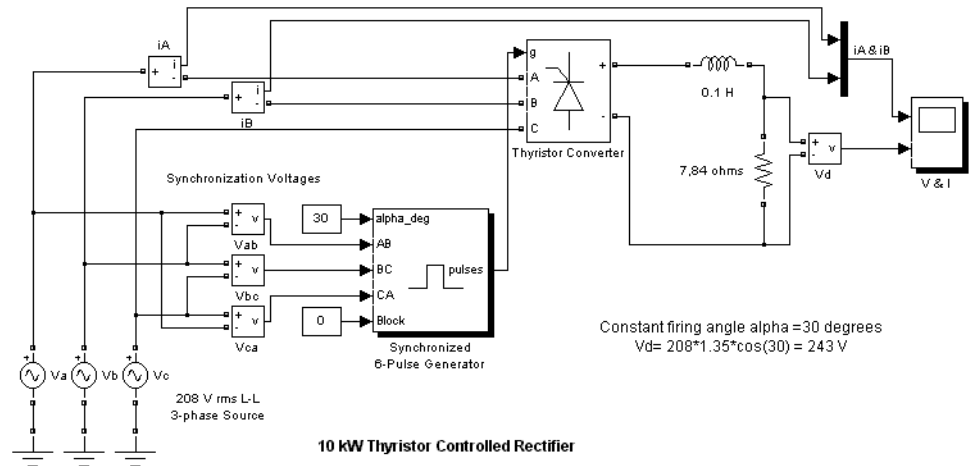 iA
i
-
+
iB
i
-
+
g
A
B
C
+
-
Thyristor Converter
0.1 H
iA & iB
7,84 ohms
+
-
v
Vd
V & I
Synchronization Voltages
+
-
v
Vab
+
-
v
Vbc
+
-
v
Vca
30
0
alpha_deg
AB
BC
CA
Block
pulses
Synchronized
6-Pulse Generator
Constant firing angle alpha =30 degrees
Vd= 208*1.35*cos(30) = 243 V
+
Va
+
Vb
+
Vc
208 V rms L-L
3-phase Source
10 kW Thyristor Controlled Rectifier